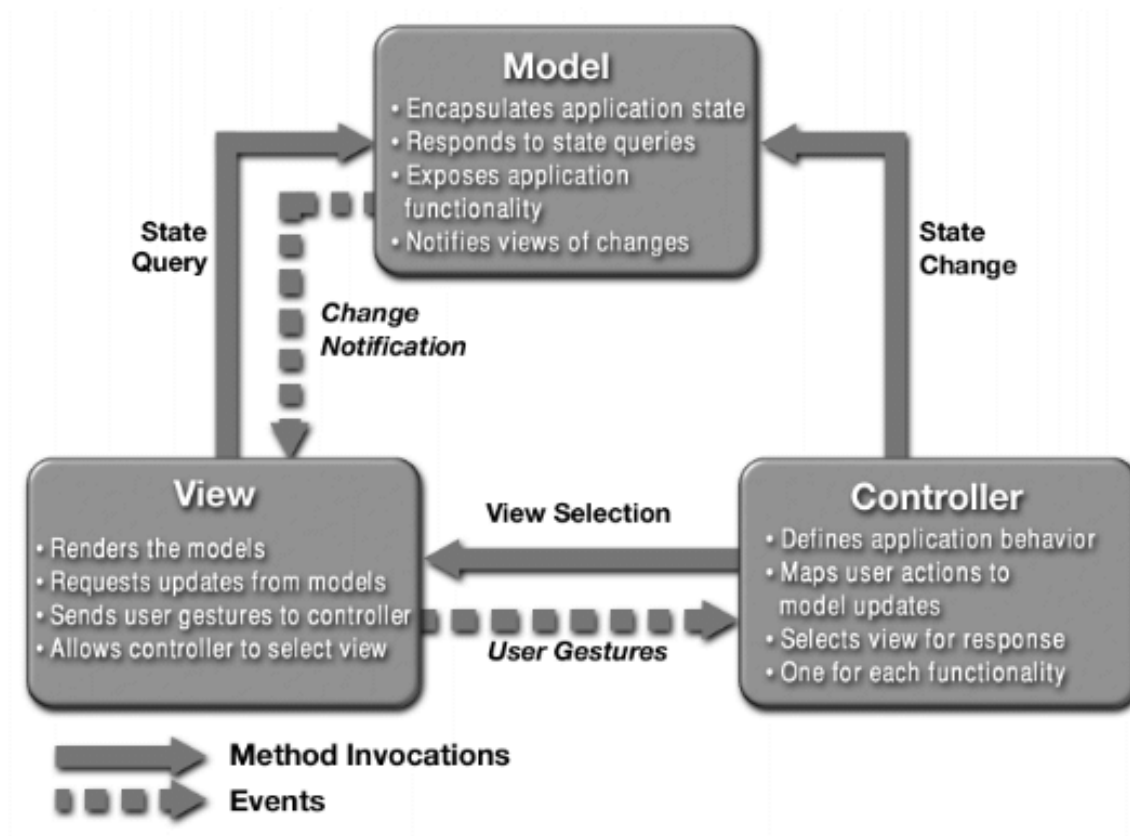 Model
• Encapsulates application state
• Responds to state queries
• Exposes application
functionality
• Notifies views of changes
State
Query
Change
Notification
State
Change
View
• Renders the models
• Requests updates from models
• Sends user gestures to controller
• Allows controller to select view
View Selection
User Gestures
Controller
• Defines application behavior
• Maps user actions to
model updates
• Selects view for response
• One for each functionality
Method Invocations
Events